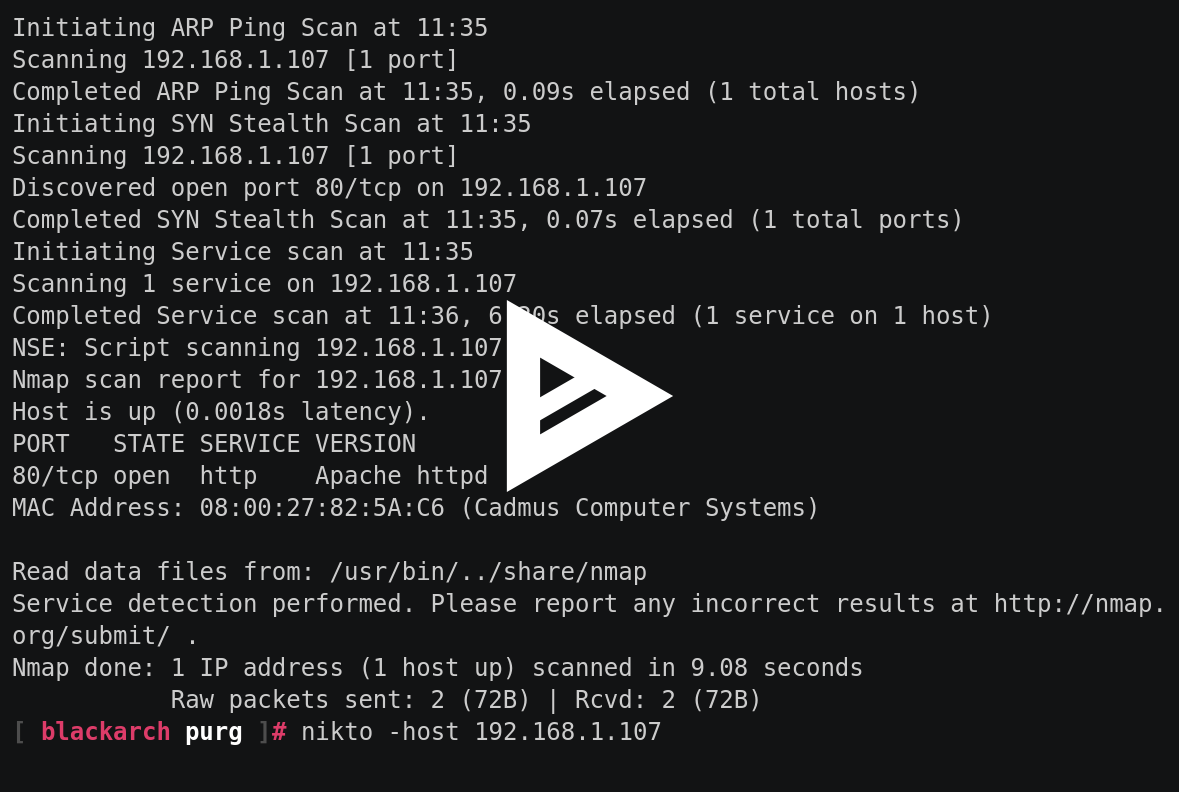 Initiating ARP Ping Scan at 11:35
Scanning 192.168.1.107 [1 port]
Completed ARP Ping Scan at 11:35, 0.09s elapsed (1 total hosts)
Initiating SYN Stealth Scan at 11:35
Scanning 192.168.1.107 [1 port]
Discovered open port 80/tcp on 192.168.1.107
Completed SYN Stealth Scan at 11:35, 0.07s elapsed (1 total ports)
Initiating Service scan at 11:35
Scanning 1 service on 192.168.1.107
Completed Service scan at 11:36, elapsed (1 service on 1 host)
NSE: Script scanning 192.168.1.107
Nmap scan report for 192.168.1.107
Host is up (0.0018s latency).
PORT   STATE SERVICE VERSION
80/tcp open  http    Apache httpd
MAC Address: 08:00:27:82:5A:C6 (Cadmus Computer Systems)
Read data files from: /usr/bin/../share/nmap
Service detection performed. Please report any incorrect results at http://nmap.
org/submit/ .
Nmap done: 1 IP address (1 host up) scanned in 9.08 seconds
           Raw packets sent: 2 (72B) | Rcvd: 2 (72B)
[ blackarch purg ]# nikto -host 192.168.1.107